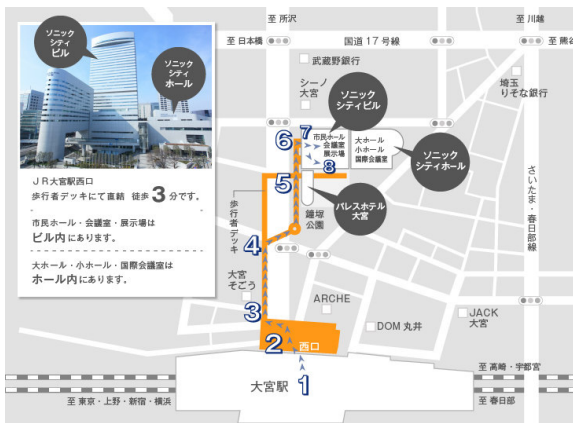 ソニック
シティ
ビル
ソニック
シティ
ホール
JR大宮駅西口
歩行者デッキにて直結 徒歩3分です。
市民ホール・会議室・展示場は
ビル内にあります。
大ホール・小ホール・国際会議室は
ホール内にあります。
至 所沢
至 川越
至 日本橋
国道17号線
至 熊谷
武蔵野銀行
シーノ
大宮
ソニック
シティビル
埼玉
りそな銀行
6
7
市民ホール
会議室
展示場
8
大ホール
小ホール
国際会議室
ソニック
シティホール
5
パレスホテル
大宮
鐘塚
公園
歩行者デッキ
さいたま・春日部線
4
大宮
そごう
3
ARCHE
JACK
大宮
DOM 丸井
2
西口
1
大宮駅
至 高崎・宇都宮
至 東京・上野・新宿・横浜
至 春日部